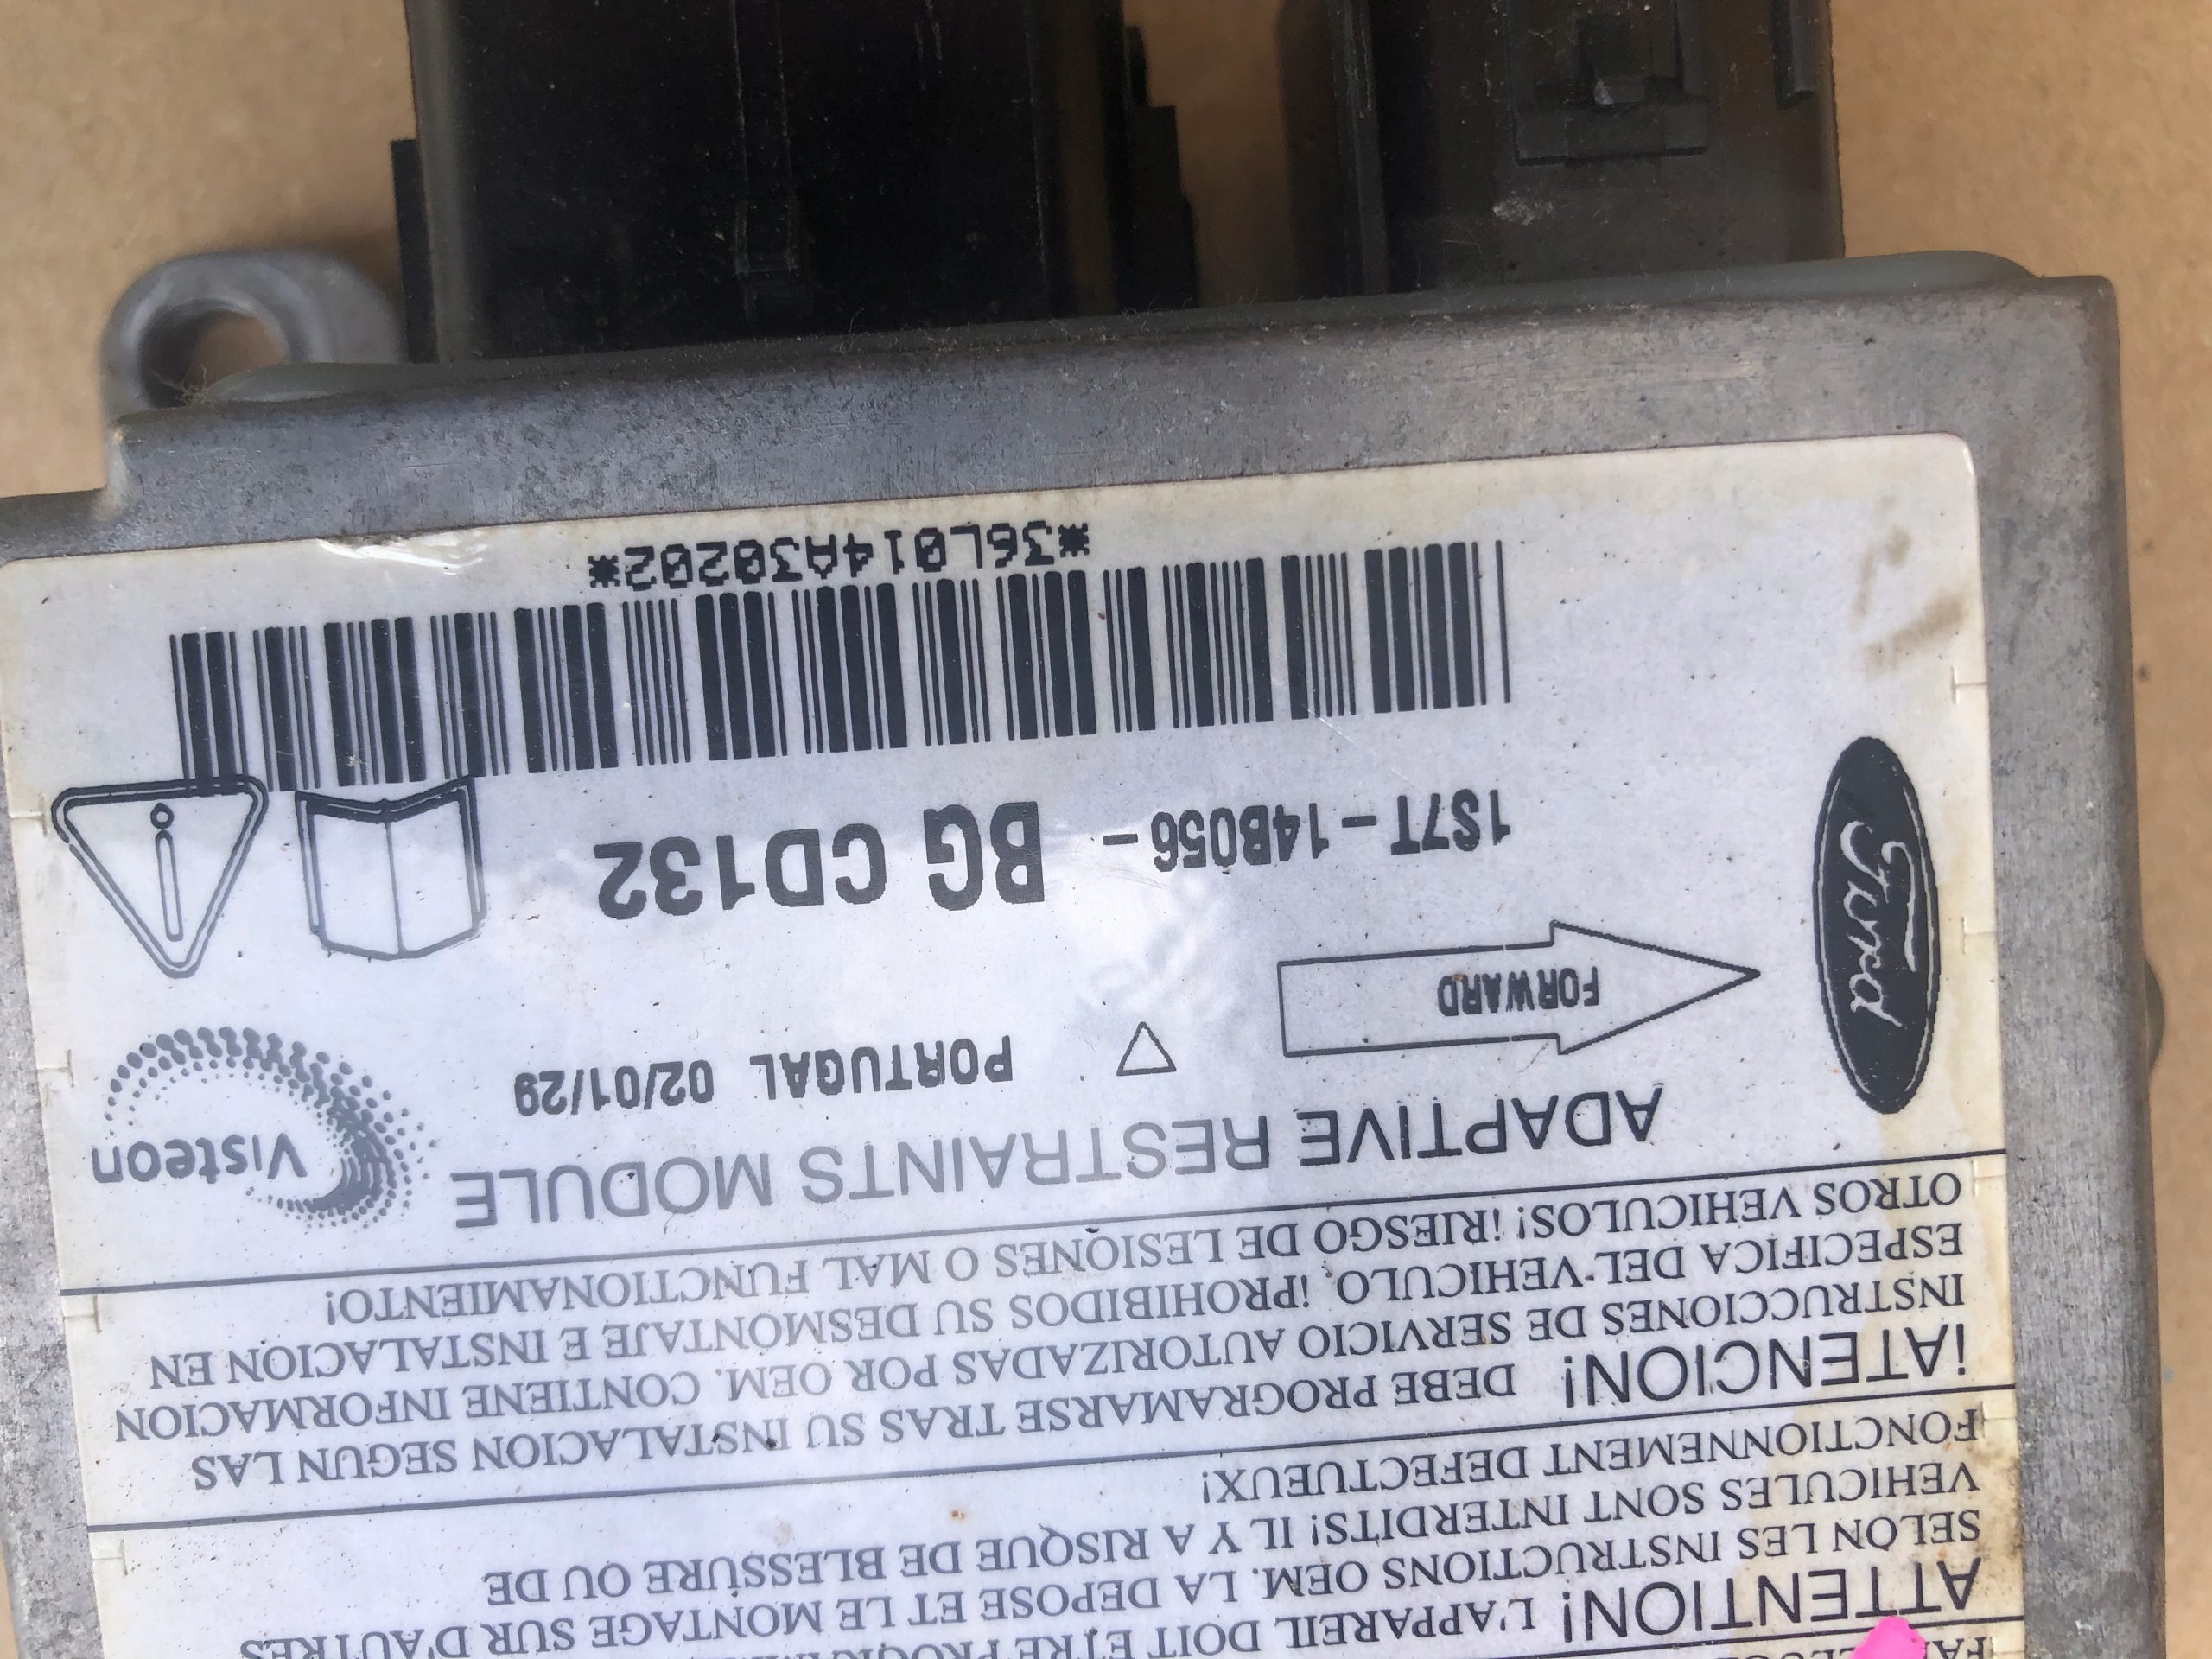 ATTENTION! L'APPAREIL DOIT ETRE
SELON LES INSTRUCTIONS OEM. LA DEPOSE ET LE MONTAGE SUR D'AUTRES
VEHICULES SONT INTERDITS! IL Y A RISQUE DE BLESSURE OU DE
FONCTIONNEMENT DEFECTUEUX!
¡ATENCION! DEBE PROGRAMARSE TRAS SU INSTALACION SEGUN LAS
INSTRUCCIONES DE SERVICIO AUTORIZADAS POR OEM. CONTIENE INFORMACION
ESPECIFICA DEL VEHICULO. ¡PROHIBIDOS SU DESMONTAJE E INSTALACION EN
OTROS VEHICULOS! ¡RIESGO DE LESIONES O MAL FUNCTIONAMIENTO!
ADAPTIVE RESTRAINTS MODULE
Visteon
Ford
FORWARD
PORTUGAL 02/01/29
1S7T-14B056- BG CD132
*36L014A30202*